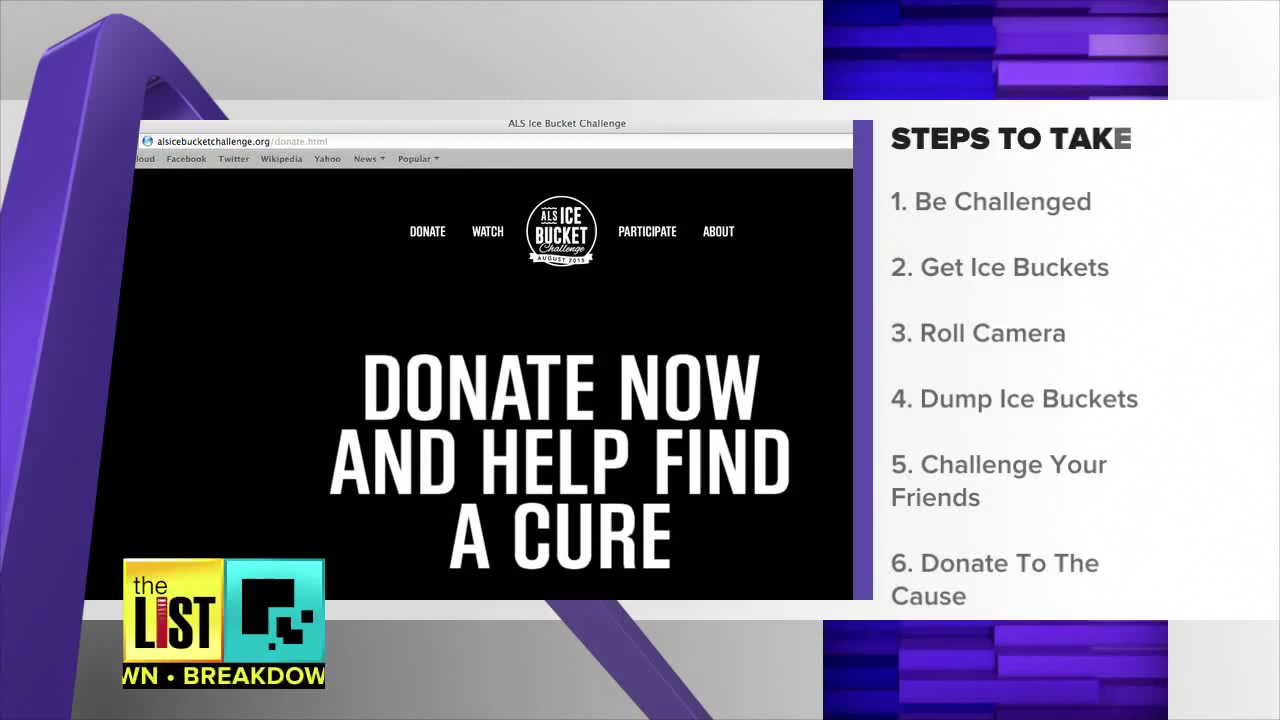 ALS Ice Bucket Challenge
alsicebucketchallenge.org/donate.html
loud Facebook Twitter Wikipedia Yahoo News Popular
DONATE WATCH PARTICIPATE ABOUT
ALS ICE
BUCKET
Challenge
AUGUST 2015
DONATE NOW
AND HELP FIND
A CURE
STEPS TO TAKE
1. Be Challenged
2. Get Ice Buckets
3. Roll Camera
4. Dump Ice Buckets
5. Challenge Your
Friends
6. Donate To The
Cause
the
LIST
WN • BREAKDOW